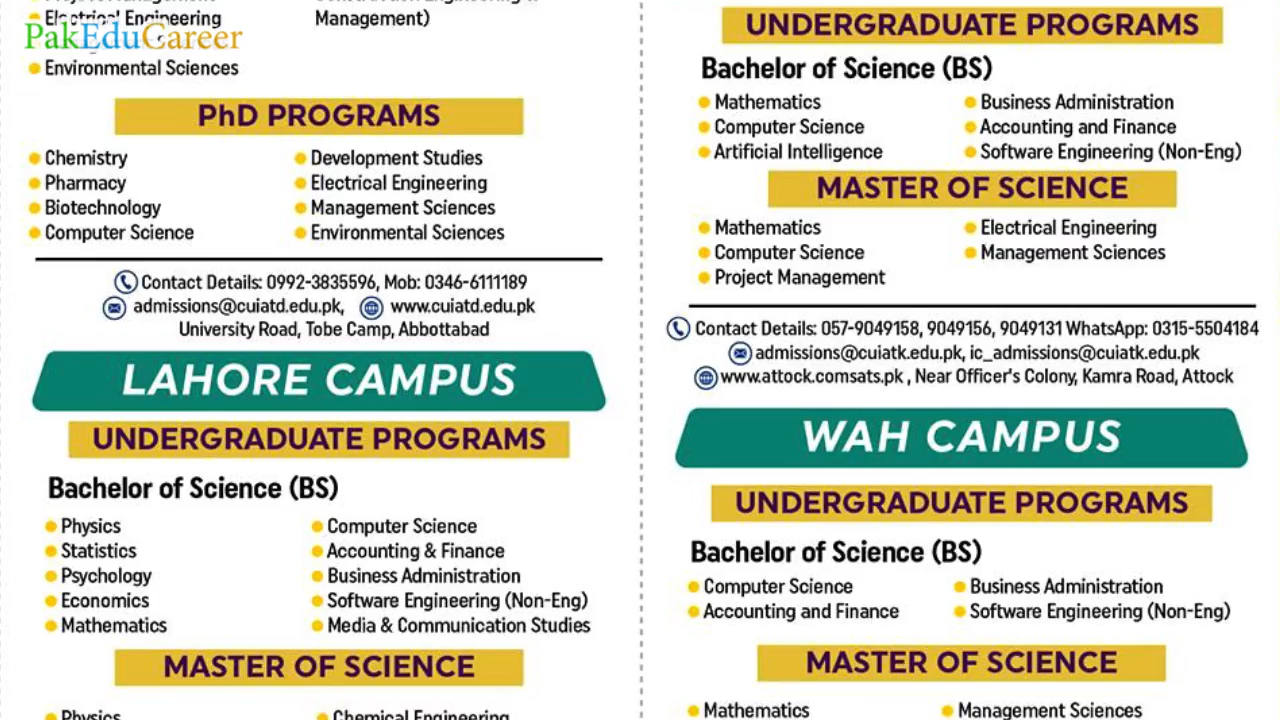 Electrical Engineering
Management)
PakEduCareer
Environmental Sciences
PhD PROGRAMS
Chemistry
Pharmacy
Biotechnology
Computer Science
Development Studies
Electrical Engineering
Management Sciences
Environmental Sciences
Contact Details: 0992-3835596, Mob: 0346-6111189
admissions@cuiatd.edu.pk, www.cuiatd.edu.pk
University Road, Tobe Camp, Abbottabad
LAHORE CAMPUS
UNDERGRADUATE PROGRAMS
Bachelor of Science (BS)
Physics
Statistics
Psychology
Economics
Mathematics
Computer Science
Accounting & Finance
Business Administration
Software Engineering (Non-Eng)
Media & Communication Studies
MASTER OF SCIENCE
Physics
Chemical Engineering
UNDERGRADUATE PROGRAMS
Bachelor of Science (BS)
Mathematics
Computer Science
Artificial Intelligence
Business Administration
Accounting and Finance
Software Engineering (Non-Eng)
MASTER OF SCIENCE
Mathematics
Computer Science
Project Management
Electrical Engineering
Management Sciences
Contact Details: 057-9049158, 9049156, 9049131 WhatsApp: 0315-5504184
admissions@cuiatk.edu.pk, ic_admissions@cuiatk.edu.pk
www.attock.comsats.pk , Near Officer's Colony, Kamra Road, Attock
WAH CAMPUS
UNDERGRADUATE PROGRAMS
Bachelor of Science (BS)
Computer Science
Accounting and Finance
Business Administration
Software Engineering (Non-Eng)
MASTER OF SCIENCE
Mathematics
Management Sciences